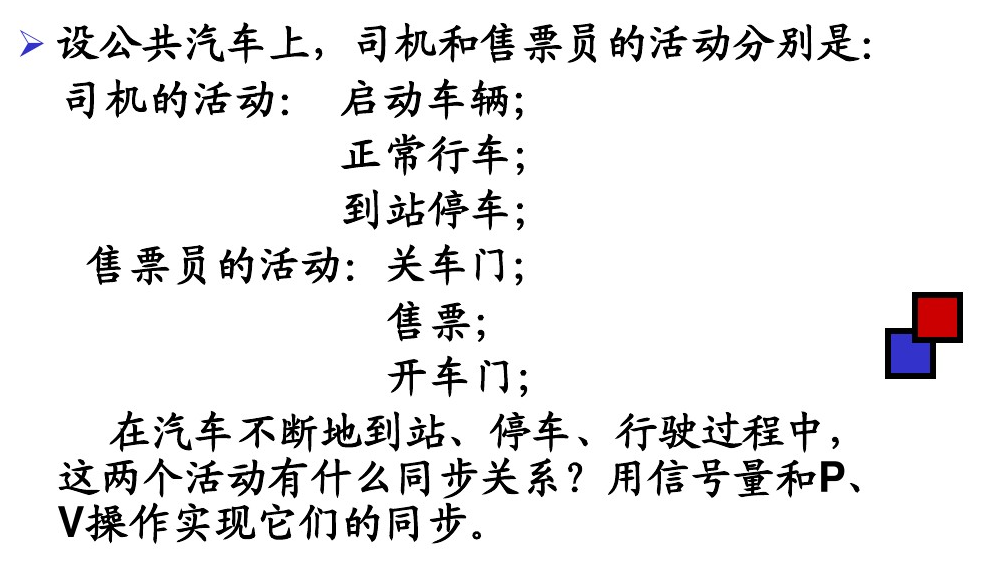 设公共汽车上，司机和售票员的活动分别是：
司机的活动： 启动车辆；
正常行车；
到站停车；
售票员的活动：关车门；
售票；
开车门；
在汽车不断地到站、停车、行驶过程中，
这两个活动有什么同步关系？用信号量和P、
V操作实现它们的同步。